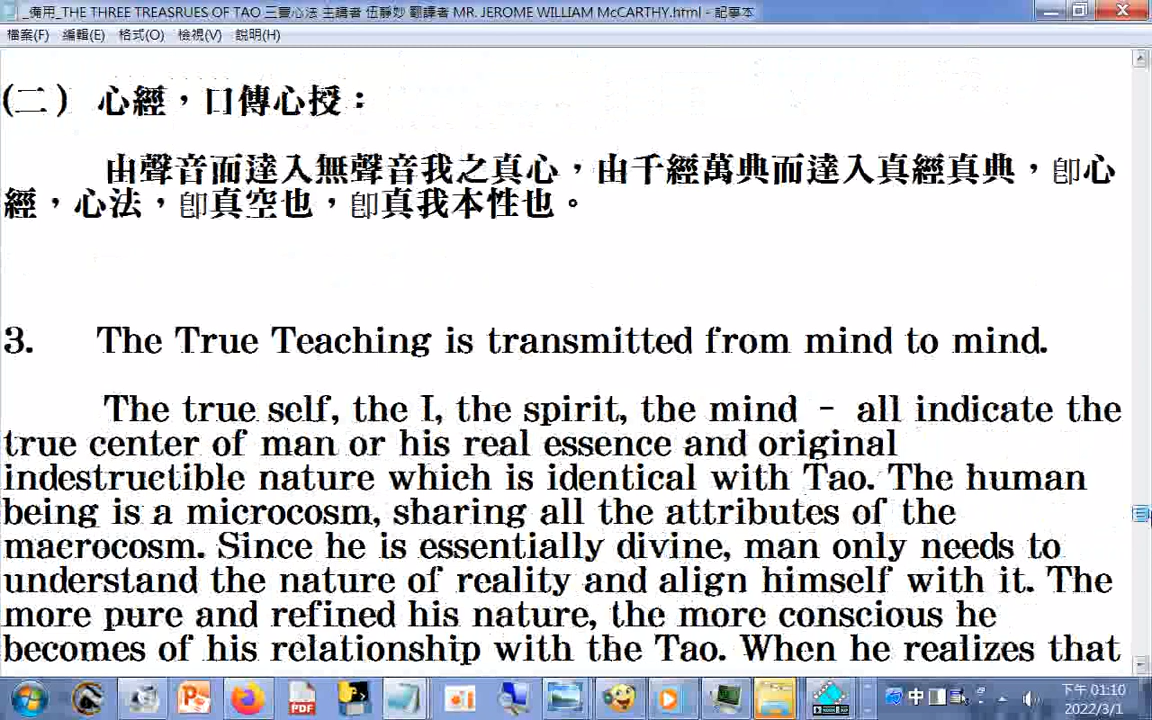 _備用_THE THREE TREASRUES OF TAO 三寶心法 主講者 伍靜妙 翻譯者 MR. JEROME WILLIAM McCARTHY.html - 記事本
檔案(F) 編輯(E) 格式(O) 檢視(V) 說明(H)
(二) 心經，口傳心授：
由聲音而達入無聲音我之真心，由千經萬典而達入真經真典，卽心
經，心法，卽真空也，卽真我本性也。
3. The True Teaching is transmitted from mind to mind.
The true self, the I, the spirit, the mind - all indicate the
true center of man or his real essence and original
indestructible nature which is identical with Tao. The human
being is a microcosm, sharing all the attributes of the
macrocosm. Since he is essentially divine, man only needs to
understand the nature of reality and align himself with it. The
more pure and refined his nature, the more conscious he
becomes of his relationship with the Tao. When he realizes that
中
下午 01:10
2022/3/1